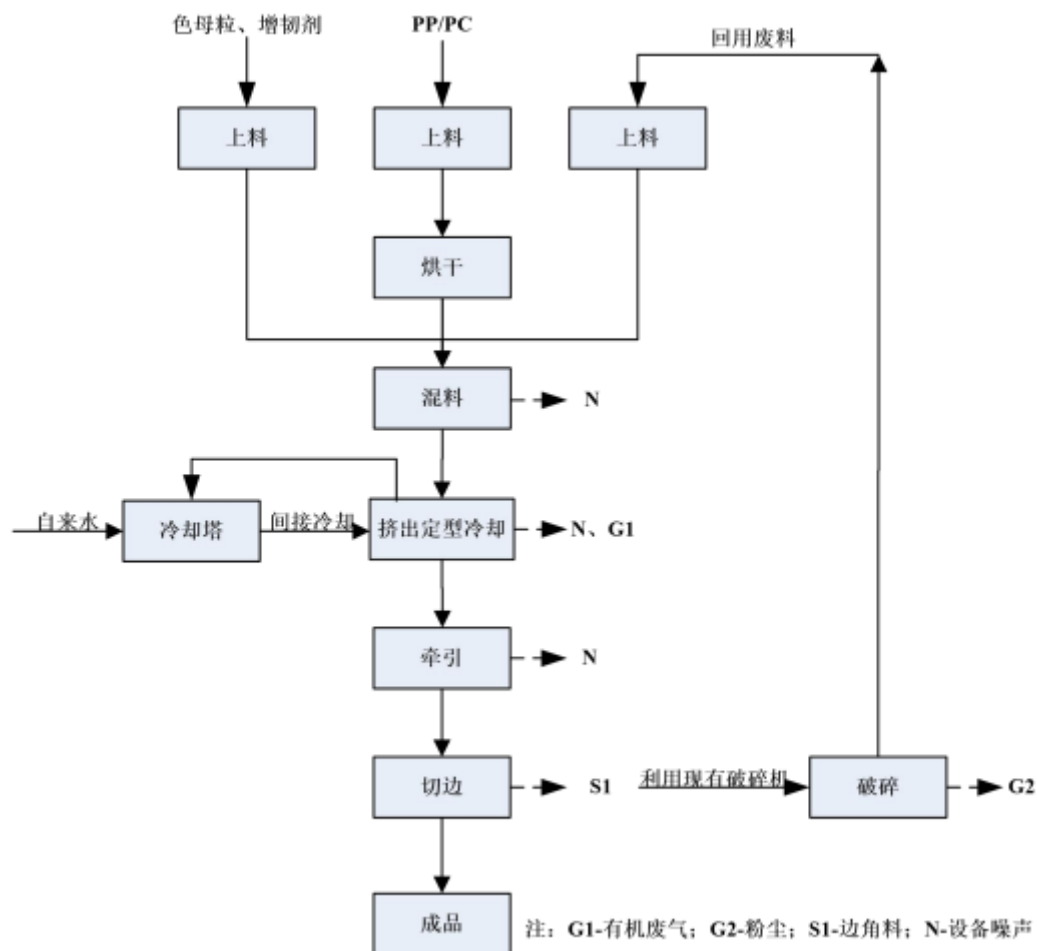 色母粒、增韧剂
PP/PC
回用废料
上料
上料
上料
烘干
混料
N
自来水
冷却塔
间接冷却
挤出定型冷却
N、G1
牵引
N
切边
S1
利用现有破碎机
破碎
G2
成品
注：G1-有机废气；G2-粉尘；S1-边角料；N-设备噪声